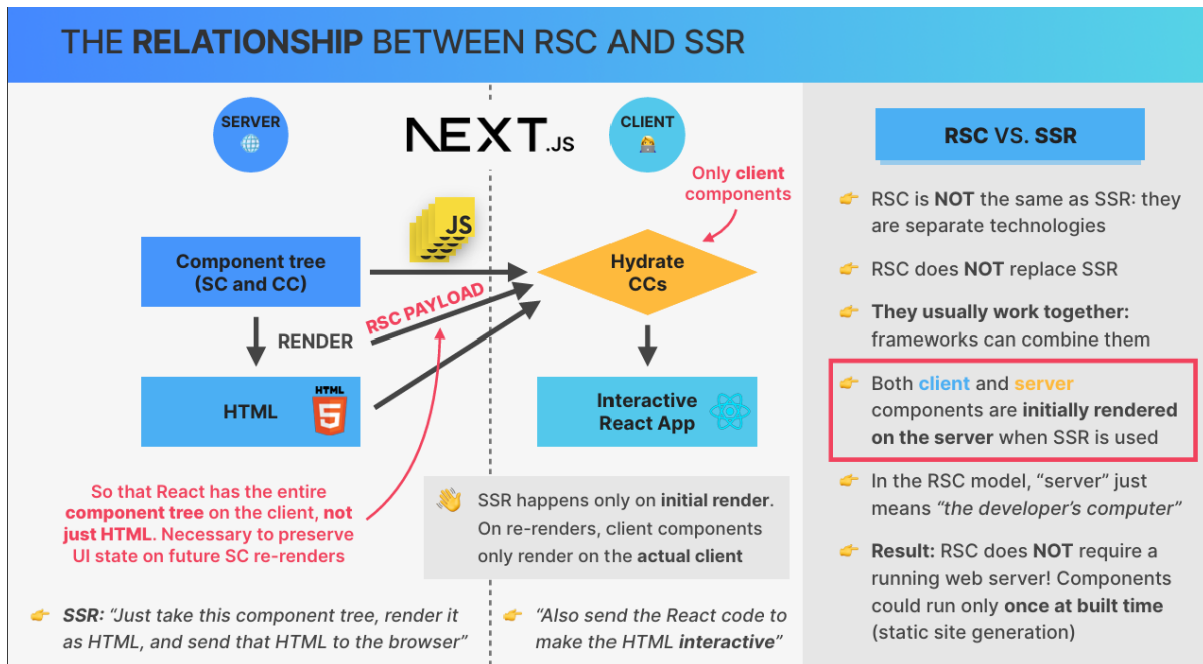 THE RELATIONSHIP BETWEEN RSC AND SSR
SERVER
NEXT.JS
CLIENT
Only client
components
JS
Component tree
(SC and CC)
Hydrate
CCs
RSC PAYLOAD
RENDER
HTML
HTML
5
Interactive
React App
So that React has the entire
component tree on the client, not
just HTML. Necessary to preserve
UI state on future SC re-renders
SSR happens only on initial render.
On re-renders, client components
only render on the actual client
SSR: “Just take this component tree, render it
as HTML, and send that HTML to the browser”
“Also send the React code to
make the HTML interactive”
RSC VS. SSR
RSC is NOT the same as SSR: they
are separate technologies
RSC does NOT replace SSR
They usually work together:
frameworks can combine them
Both client and server
components are initially rendered
on the server when SSR is used
In the RSC model, “server” just
means “the developer’s computer”
Result: RSC does NOT require a
running web server! Components
could run only once at built time
(static site generation)